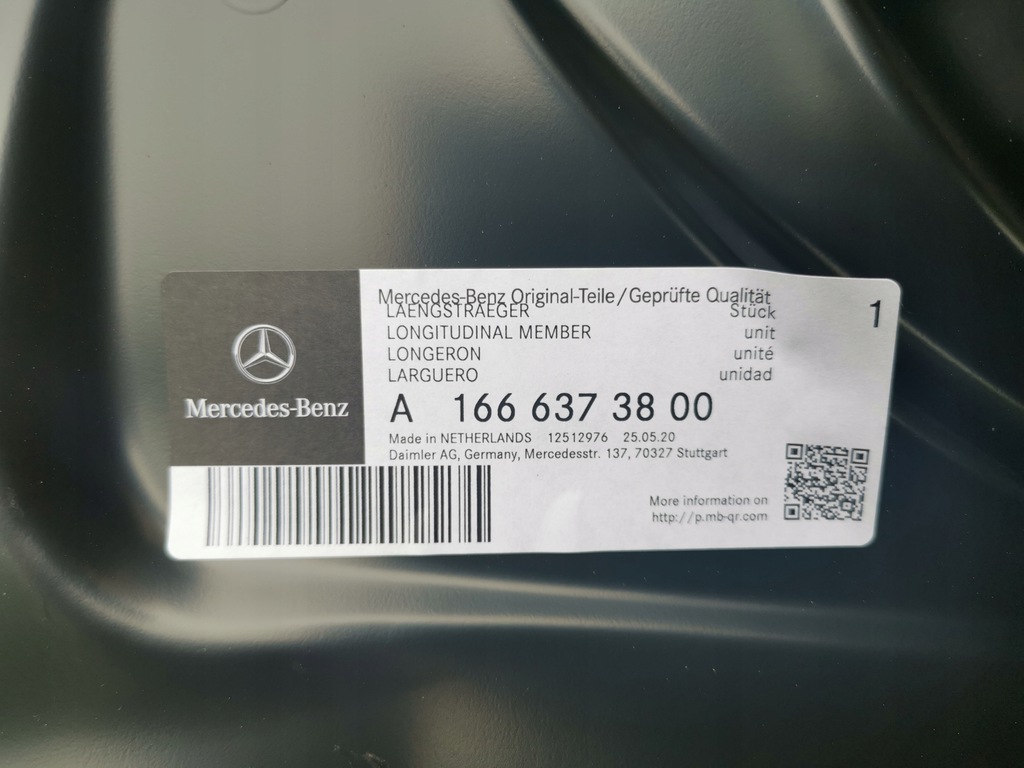 Mercedes-Benz Original-Teile/Geprüfte Qualität
LAENGSTRAEGER Stück 1
LONGITUDINAL MEMBER unit
LONGERON unité
LARGUERO unidad
Mercedes-Benz
A 166 637 38 00
Made in NETHERLANDS 12512976 25.05.20
Daimler AG, Germany, Mercedesstr. 137, 70327 Stuttgart
More information on
http://p.mb-qr.com